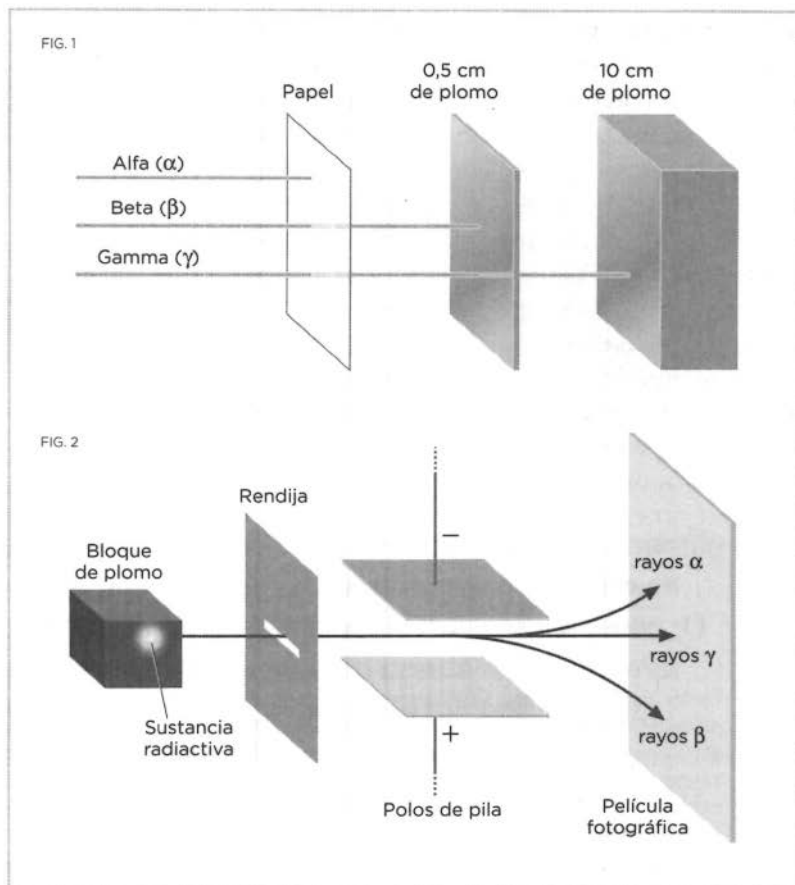 FIG. 1
Papel
0,5 cm
de plomo
10 cm
de plomo
Alfa (α)
Beta (β)
Gamma (γ)
FIG. 2
Rendija
Bloque
de plomo
−
rayos α
rayos γ
rayos β
Sustancia
radiactiva
+
Polos de pila
Película
fotográfica